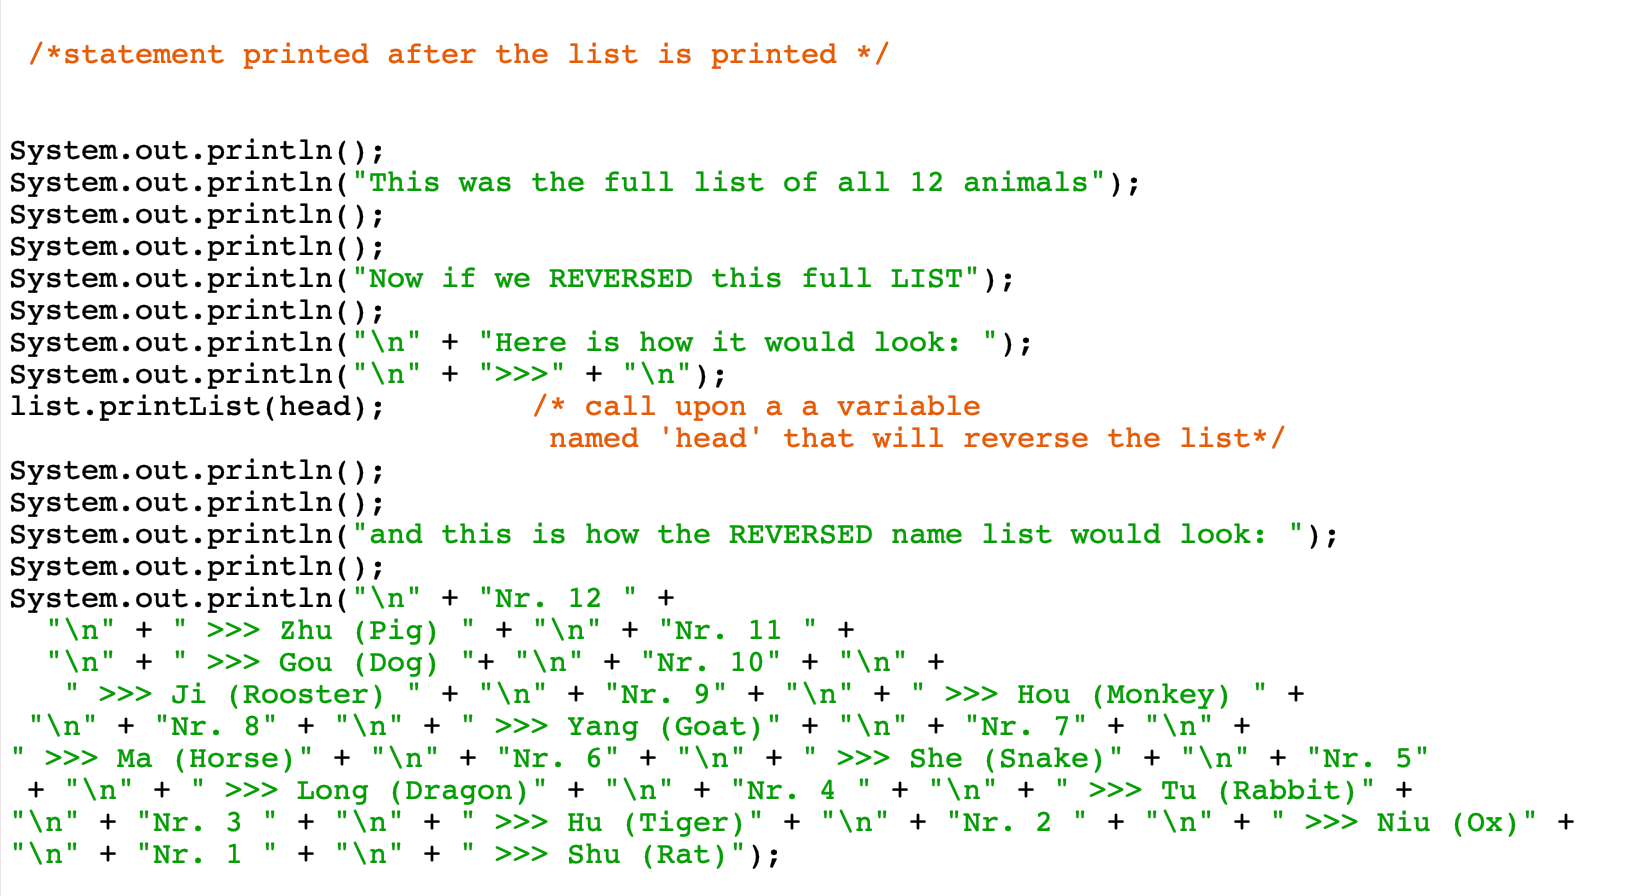 /*statement printed after the list is printed */
System.out.println();
System.out.println("This was the full list of all 12 animals");
System.out.println();
System.out.println();
System.out.println("Now if we REVERSED this full LIST");
System.out.println();
System.out.println("\n" + "Here is how it would look: ");
System.out.println("\n" + ">>>" + "\n");
list.printList(head);        /* call upon a a variable
                              named 'head' that will reverse the list*/
System.out.println();
System.out.println();
System.out.println("and this is how the REVERSED name list would look: ");
System.out.println();
System.out.println("\n" + "Nr. 12 " +
  "\n" + " >>> Zhu (Pig) " + "\n" + "Nr. 11 " +
  "\n" + " >>> Gou (Dog) "+ "\n" + "Nr. 10" + "\n" +
   " >>> Ji (Rooster) " + "\n" + "Nr. 9" + "\n" + " >>> Hou (Monkey) " +
 "\n" + "Nr. 8" + "\n" + " >>> Yang (Goat)" + "\n" + "Nr. 7" + "\n" +
" >>> Ma (Horse)" + "\n" + "Nr. 6" + "\n" + " >>> She (Snake)" + "\n" + "Nr. 5"
 + "\n" + " >>> Long (Dragon)" + "\n" + "Nr. 4 " + "\n" + " >>> Tu (Rabbit)" +
"\n" + "Nr. 3 " + "\n" + " >>> Hu (Tiger)" + "\n" + "Nr. 2 " + "\n" + " >>> Niu (Ox)" +
"\n" + "Nr. 1 " + "\n" + " >>> Shu (Rat)");